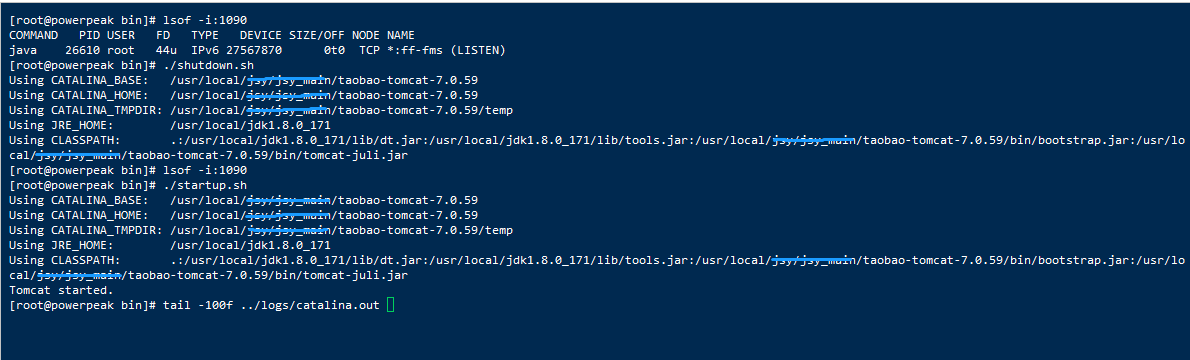 [root@powerpeak bin]# lsof -i:1090
COMMAND   PID USER   FD   TYPE   DEVICE SIZE/OFF NODE NAME
java    26610 root   44u  IPv6 27567870      0t0  TCP *:ff-fms (LISTEN)
[root@powerpeak bin]# ./shutdown.sh
Using CATALINA_BASE:   /usr/local/jsy/jsy_main/taobao-tomcat-7.0.59
Using CATALINA_HOME:   /usr/local/jsy/jsy_main/taobao-tomcat-7.0.59
Using CATALINA_TMPDIR: /usr/local/jsy/jsy_main/taobao-tomcat-7.0.59/temp
Using JRE_HOME:        /usr/local/jdk1.8.0_171
Using CLASSPATH:       .:/usr/local/jdk1.8.0_171/lib/dt.jar:/usr/local/jdk1.8.0_171/lib/tools.jar:/usr/local/jsy/jsy_main/taobao-tomcat-7.0.59/bin/bootstrap.jar:/usr/lo
cal/jsy/jsy_main/taobao-tomcat-7.0.59/bin/tomcat-juli.jar
[root@powerpeak bin]# lsof -i:1090
[root@powerpeak bin]# ./startup.sh
Using CATALINA_BASE:   /usr/local/jsy/jsy_main/taobao-tomcat-7.0.59
Using CATALINA_HOME:   /usr/local/jsy/jsy_main/taobao-tomcat-7.0.59
Using CATALINA_TMPDIR: /usr/local/jsy/jsy_main/taobao-tomcat-7.0.59/temp
Using JRE_HOME:        /usr/local/jdk1.8.0_171
Using CLASSPATH:       .:/usr/local/jdk1.8.0_171/lib/dt.jar:/usr/local/jdk1.8.0_171/lib/tools.jar:/usr/local/jsy/jsy_main/taobao-tomcat-7.0.59/bin/bootstrap.jar:/usr/lo
cal/jsy/jsy_main/taobao-tomcat-7.0.59/bin/tomcat-juli.jar
Tomcat started.
[root@powerpeak bin]# tail -100f ../logs/catalina.out